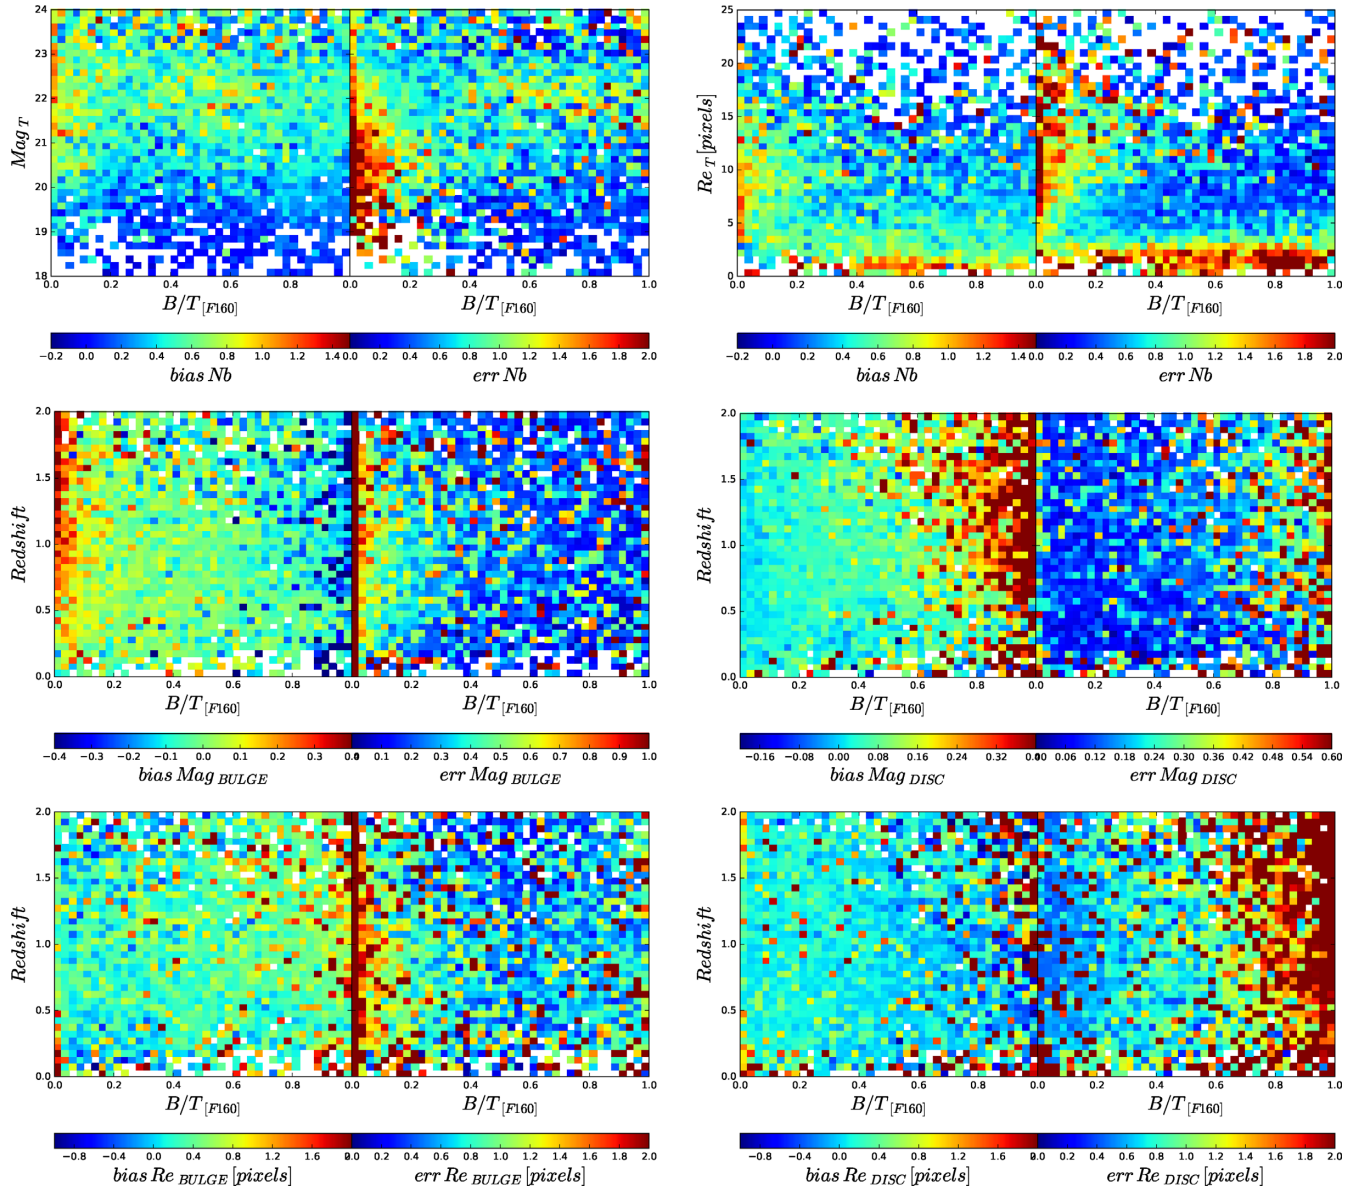 24
23
22
21
20
19
18
Mag T
0.0 0.2 0.4 0.6 0.8 0.0 0.2 0.4 0.6 0.8 1.0
B/T [F160] B/T [F160]
−0.2 0.0 0.2 0.4 0.6 0.8 1.0 1.2 1.4 0.0 0.2 0.4 0.6 0.8 1.0 1.2 1.4 1.6 1.8 2.0
bias Nb err Nb
25
20
15
10
5
0
Re T [pixels]
0.0 0.2 0.4 0.6 0.8 0.0 0.2 0.4 0.6 0.8 1.0
B/T [F160] B/T [F160]
−0.2 0.0 0.2 0.4 0.6 0.8 1.0 1.2 1.4 0.0 0.2 0.4 0.6 0.8 1.0 1.2 1.4 1.6 1.8 2.0
bias Nb err Nb
2.0
1.5
1.0
0.5
0.0
Redshift
0.0 0.2 0.4 0.6 0.8 0.0 0.2 0.4 0.6 0.8 1.0
B/T [F160] B/T [F160]
−0.4 −0.3 −0.2 −0.1 0.0 0.1 0.2 0.3 0.1 0.2 0.3 0.4 0.5 0.6 0.7 0.8 0.9 1.0
bias Mag BULGE err Mag BULGE
2.0
1.5
1.0
0.5
0.0
Redshift
0.0 0.2 0.4 0.6 0.8 0.0 0.2 0.4 0.6 0.8 1.0
B/T [F160] B/T [F160]
−0.16 −0.08 0.00 0.08 0.16 0.24 0.32 0.06 0.12 0.18 0.24 0.30 0.36 0.42 0.48 0.54 0.60
bias Mag DISC err Mag DISC
2.0
1.5
1.0
0.5
0.0
Redshift
0.0 0.2 0.4 0.6 0.8 0.0 0.2 0.4 0.6 0.8 1.0
B/T [F160] B/T [F160]
−0.8 −0.4 0.0 0.4 0.8 1.2 1.6 0.2 0.4 0.6 0.8 1.0 1.2 1.4 1.6 1.8 2.0
bias Re BULGE [pixels] err Re BULGE [pixels]
2.0
1.5
1.0
0.5
0.0
Redshift
0.0 0.2 0.4 0.6 0.8 0.0 0.2 0.4 0.6 0.8 1.0
B/T [F160] B/T [F160]
−0.8 −0.4 0.0 0.4 0.8 1.2 1.6 0.2 0.4 0.6 0.8 1.0 1.2 1.4 1.6 1.8 2.0
bias Re DISC [pixels] err Re DISC [pixels]